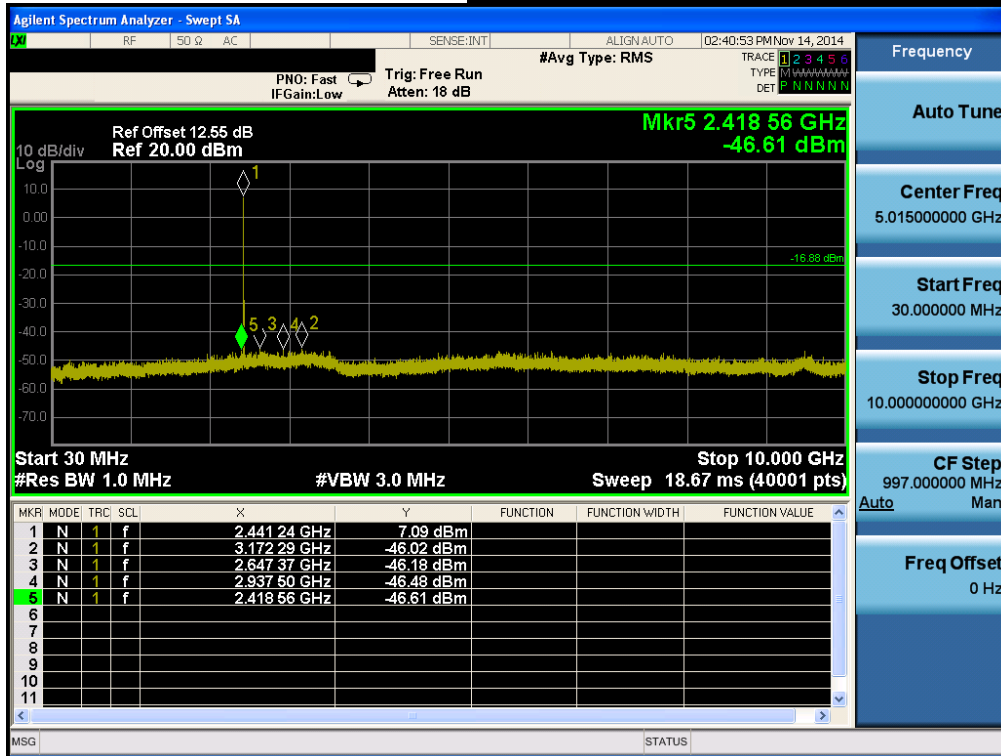 Agilent Spectrum Analyzer - Swept SA
LXI RF 50 Ω AC SENSE:INT ALIGN AUTO 02:40:53 PM Nov 14, 2014
#Avg Type: RMS
TRACE 1 2 3 4 5 6
TYPE M WWWWW
DET P N N N N N
PNO: Fast
IFGain:Low
Trig: Free Run
Atten: 18 dB
Mkr5 2.418 56 GHz
-46.61 dBm
Ref Offset 12.55 dB
10 dB/div Ref 20.00 dBm
Log
10.0
0.00
-10.0
-20.0
-30.0
-40.0
-50.0
-60.0
-70.0
1
-16.88 dBm
5 3 4 2
Start 30 MHz Stop 10.000 GHz
#Res BW 1.0 MHz #VBW 3.0 MHz Sweep 18.67 ms (40001 pts)
MKR MODE TRC SCL X Y FUNCTION FUNCTION WIDTH FUNCTION VALUE
1 N 1 f 2.441 24 GHz 7.09 dBm
2 N 1 f 3.172 29 GHz -46.02 dBm
3 N 1 f 2.647 37 GHz -46.18 dBm
4 N 1 f 2.937 50 GHz -46.48 dBm
5 N 1 f 2.418 56 GHz -46.61 dBm
6
7
8
9
10
11
MSG STATUS
Frequency
Auto Tune
Center Freq
5.015000000 GHz
Start Freq
30.000000 MHz
Stop Freq
10.000000000 GHz
CF Step
997.000000 MHz
Auto Man
Freq Offset
0 Hz